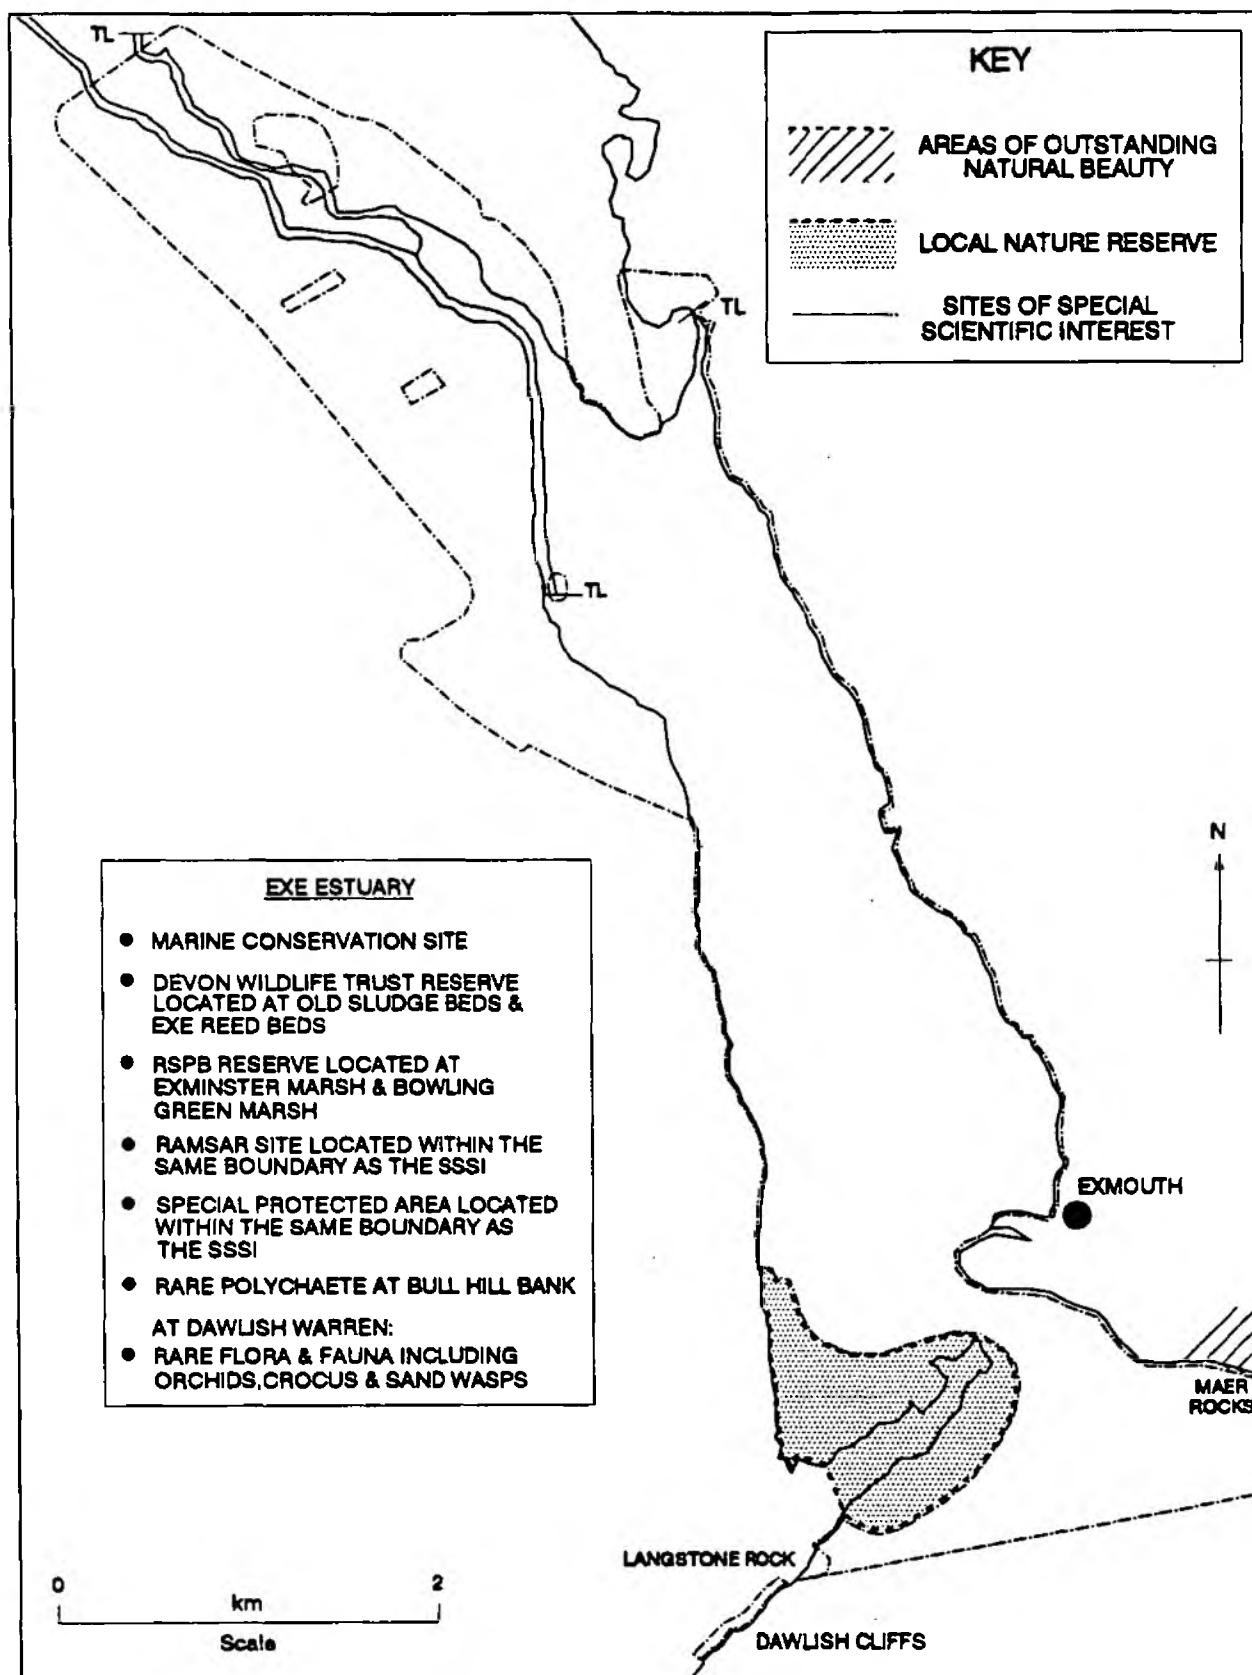 TL
KEY
AREAS OF OUTSTANDING
NATURAL BEAUTY
LOCAL NATURE RESERVE
SITES OF SPECIAL
SCIENTIFIC INTEREST
TL
TL
N
EXE ESTUARY
● MARINE CONSERVATION SITE
● DEVON WILDLIFE TRUST RESERVE
LOCATED AT OLD SLUDGE BEDS &
EXE REED BEDS
● RSPB RESERVE LOCATED AT
EXMINSTER MARSH & BOWLING
GREEN MARSH
● RAMSAR SITE LOCATED WITHIN THE
SAME BOUNDARY AS THE SSSI
● SPECIAL PROTECTED AREA LOCATED
WITHIN THE SAME BOUNDARY AS
THE SSSI
● RARE POLYCHAETE AT BULL HILL BANK
AT DAWLISH WARREN:
● RARE FLORA & FAUNA INCLUDING
ORCHIDS, CROCUS & SAND WASPS
EXMOUTH
MAER
ROCKS
LANGSTONE ROCK
DAWLISH CLIFFS
0 2
km
Scale